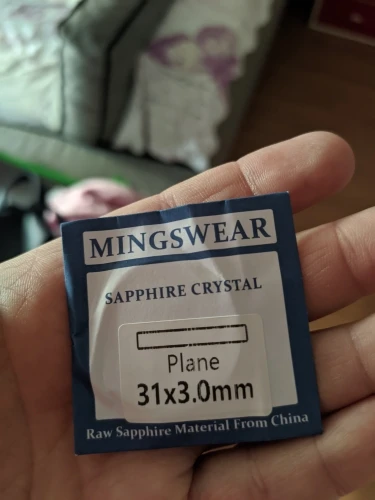 MINGSWEAR
SAPPHIRE CRYSTAL
Plane
31x3.0mm
Raw Sapphire Material From China